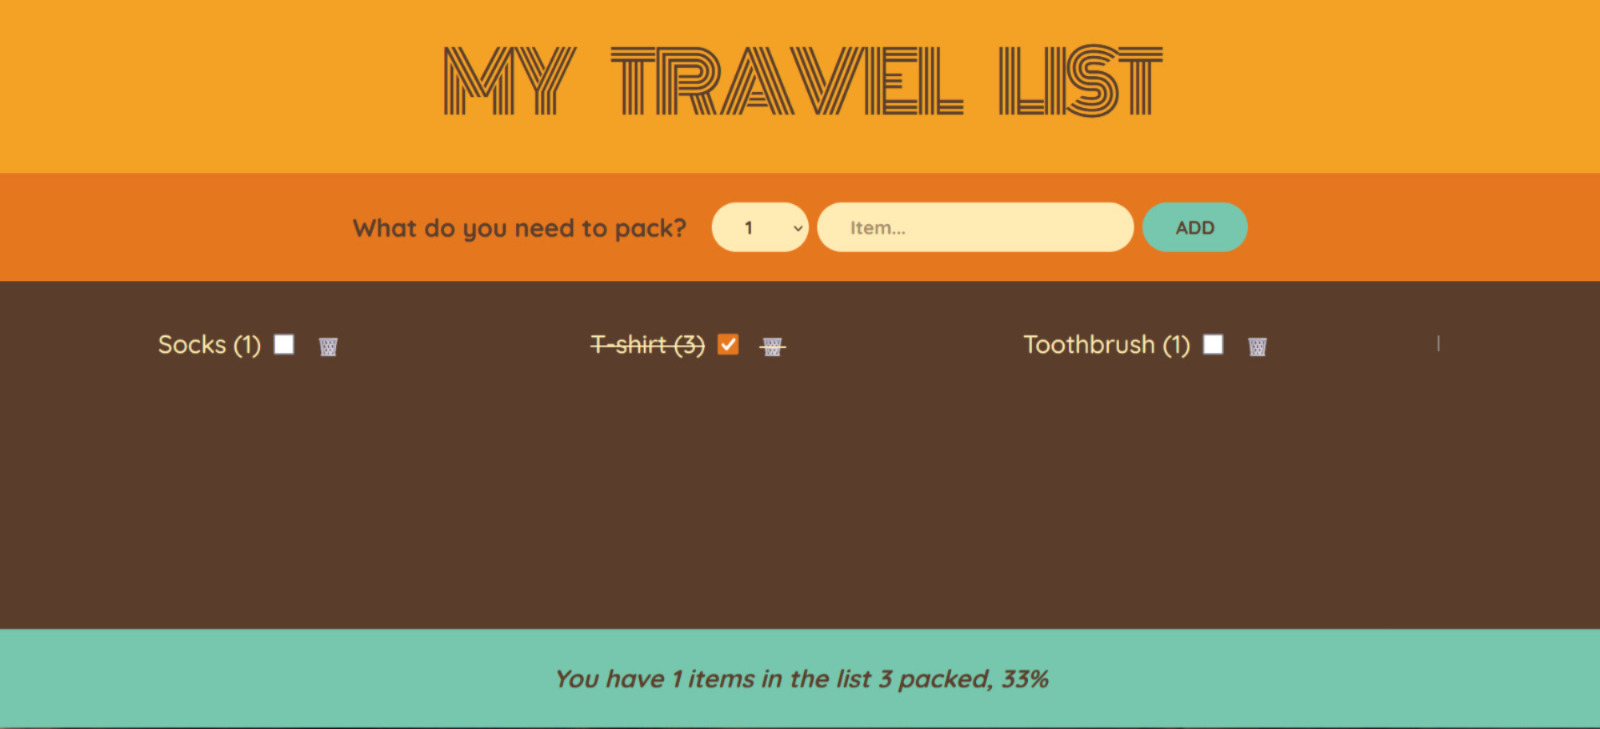 MY TRAVEL LIST
What do you need to pack? 1 Item... ADD
Socks (1) T-shirt (3) Toothbrush (1)
You have 1 items in the list 3 packed, 33%